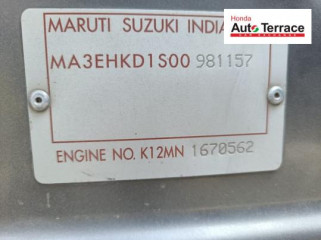 Honda
Auto Terrace
MARUTI SUZUKI INDIA
MA3EHKD1S00 981157
ENGINE NO. K12MN 1670562